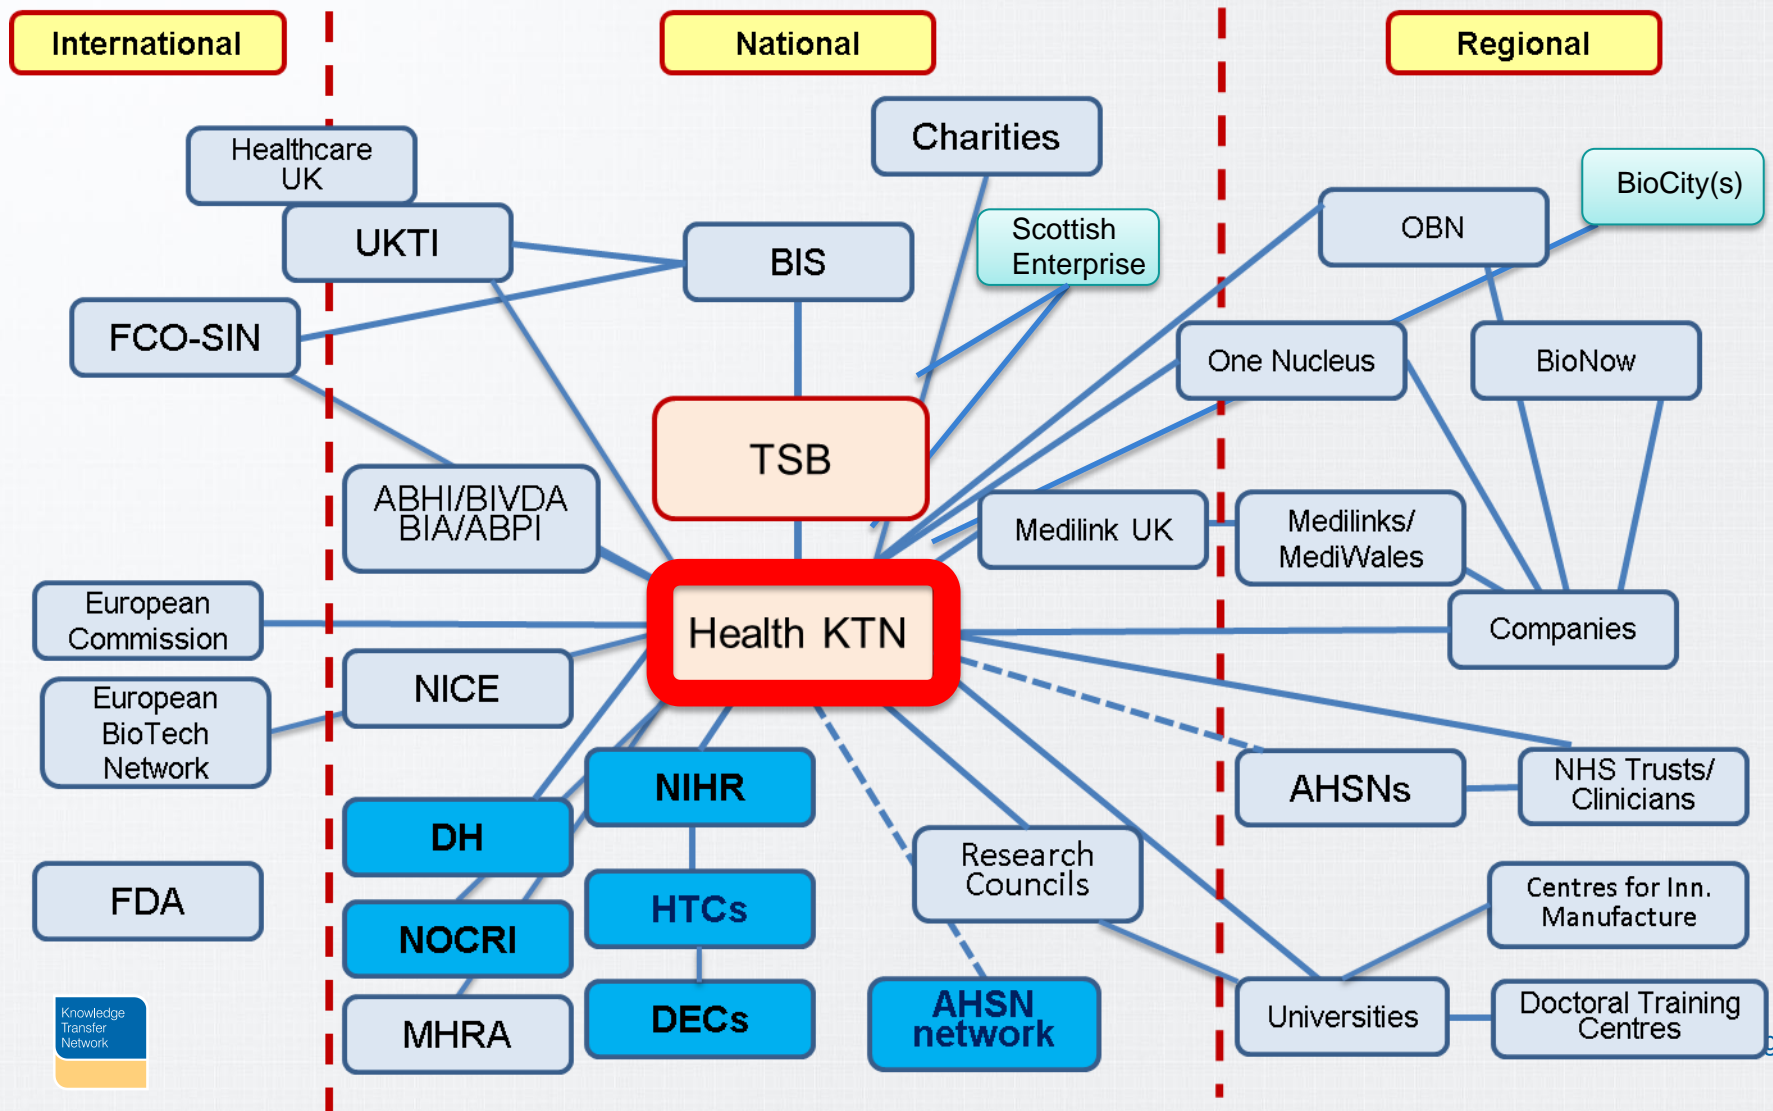 International
National
Regional
Charities
Healthcare
UK
BioCity(s)
UKTI
BIS
Scottish
Enterprise
OBN
FCO-SIN
One Nucleus
BioNow
TSB
ABHI/BIVDA
BIA/ABPI
Medilink UK
Medilinks/
MediWales
European
Commission
Health KTN
Companies
European
BioTech
Network
NICE
NIHR
AHSNs
NHS Trusts/
Clinicians
DH
Research
Councils
FDA
HTCs
Centres for Inn.
Manufacture
NOCRI
AHSN
network
DECs
MHRA
Universities
Doctoral Training
Centres
Knowledge
Transfer
Network